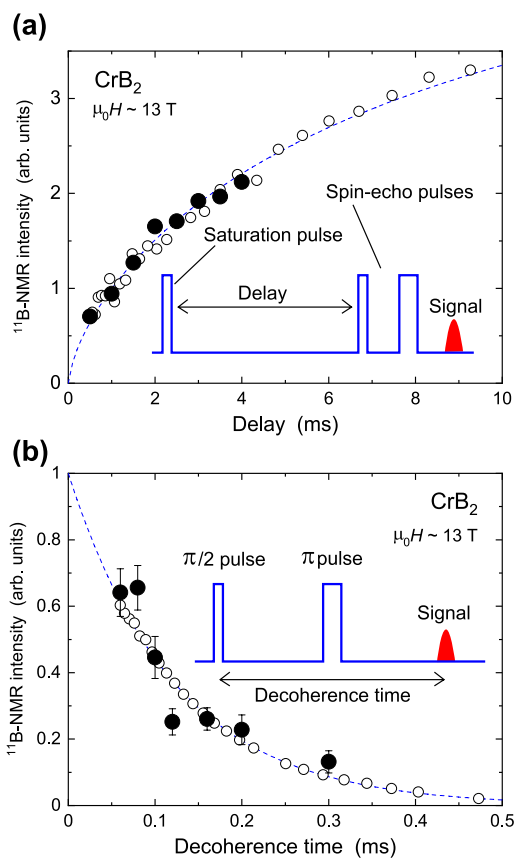 (a)
CrB₂
μ₀H ~ 13 T
¹¹B-NMR intensity (arb. units)
3
2
1
0
Spin-echo pulses
Saturation pulse
Delay
Signal
0 2 4 6 8 10
Delay (ms)
(b)
1
0.8
0.6
0.4
0.2
0
¹¹B-NMR intensity (arb. units)
CrB₂
μ₀H ~ 13 T
π/2 pulse
π pulse
Signal
Decoherence time
0 0.1 0.2 0.3 0.4 0.5
Decoherence time (ms)